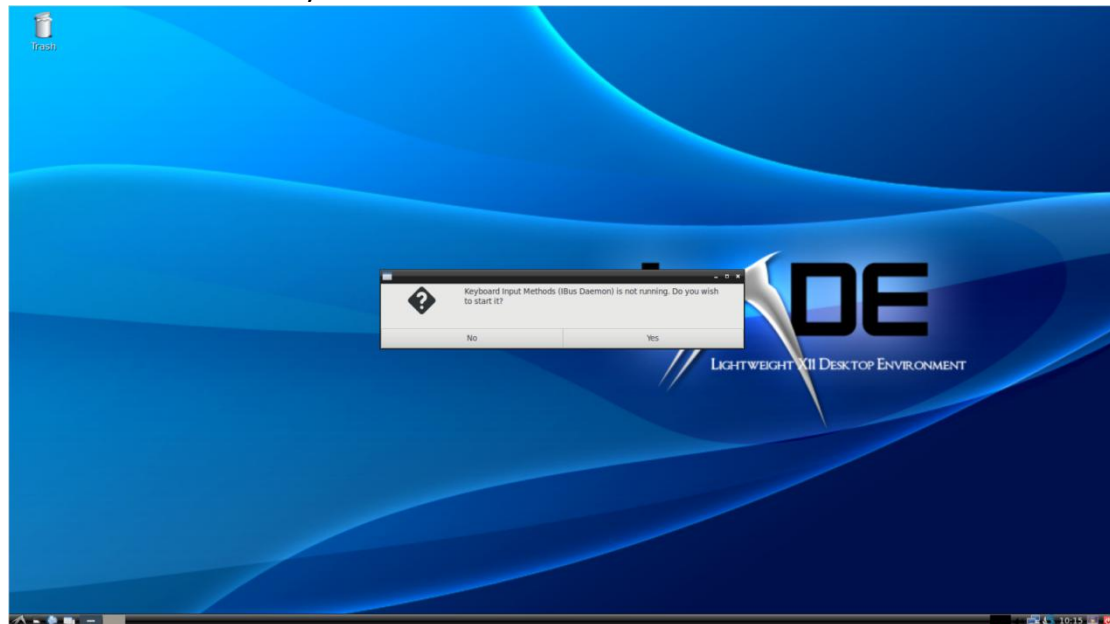 Trash
Keyboard Input Methods (IBus Daemon) is not running. Do you wish
to start it?
No
Yes
DE
LIGHTWEIGHT X11 DESKTOP ENVIRONMENT
10:15